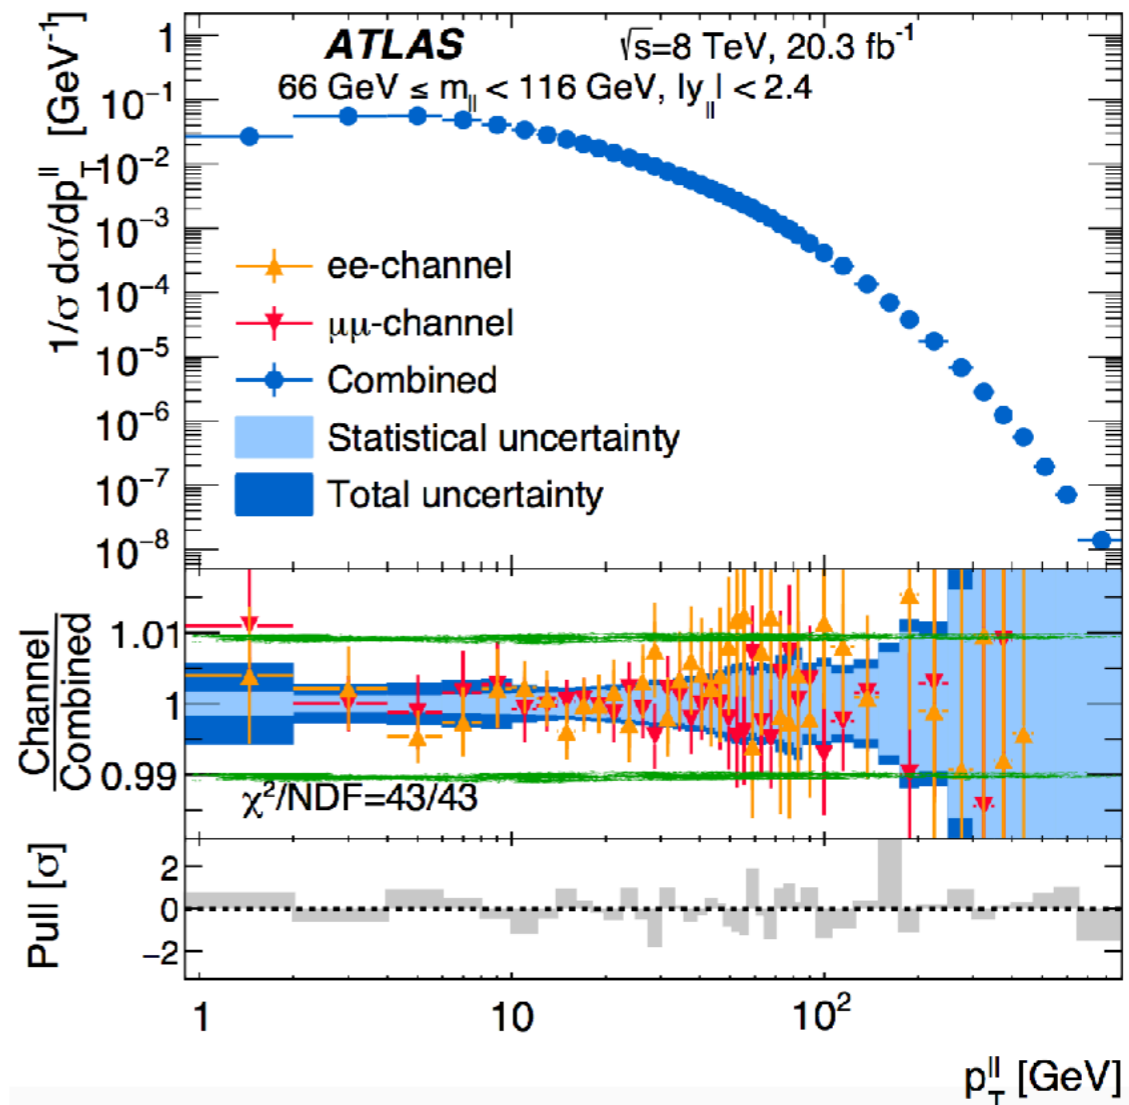 ATLAS √s=8 TeV, 20.3 fb⁻¹
66 GeV ≤ m_ll < 116 GeV, |y_ll| < 2.4
1/σ dσ/dp_T^ll [GeV⁻¹]
1
10⁻¹
10⁻²
10⁻³
10⁻⁴
10⁻⁵
10⁻⁶
10⁻⁷
10⁻⁸
ee-channel
μμ-channel
Combined
Statistical uncertainty
Total uncertainty
Channel
Combined
1.01
1
0.99
χ²/NDF=43/43
Pull [σ]
2
0
−2
1 10 10²
p_T^ll [GeV]